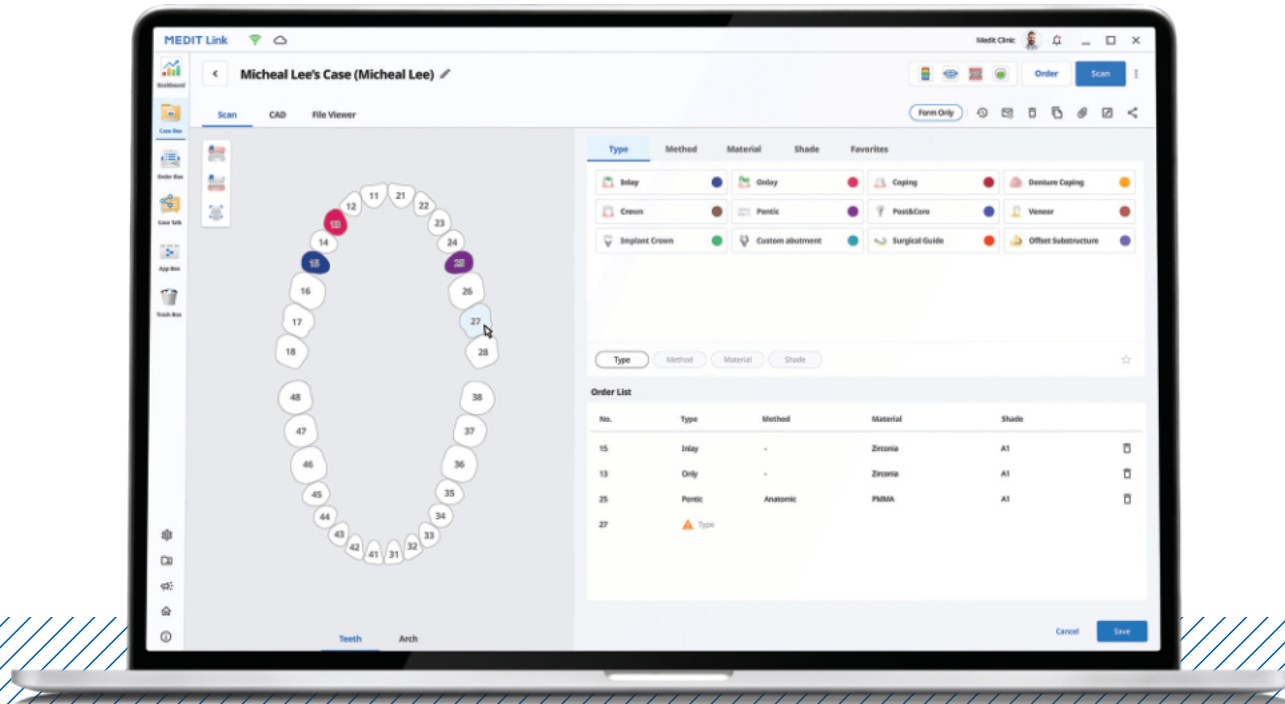 MEDIT Link
Medit Clinic
Dashboard
Micheal Lee's Case (Micheal Lee)
Order
Scan
Case Box
Scan CAD File Viewer
Form Only
Order Box
Type Method Material Shade Favorites
Inlay Onlay Coping Denture Coping
Crown Pontic Post&Core Veneer
Implant Crown Custom abutment Surgical Guide Offset Substructure
Case Talk
App Box
Trash Box
11 21
12 22
13 23
14 24
15 25
16 26
17 27
18 28
48 38
47 37
46 36
45 35
44 34
43 33
42 41 31 32
Type Method Material Shade
Order List
No. Type Method Material Shade
15 Inlay - Zirconia A1
13 Only - Zirconia A1
25 Pontic Anatomic PMMA A1
27 Type
Teeth Arch
Cancel Save